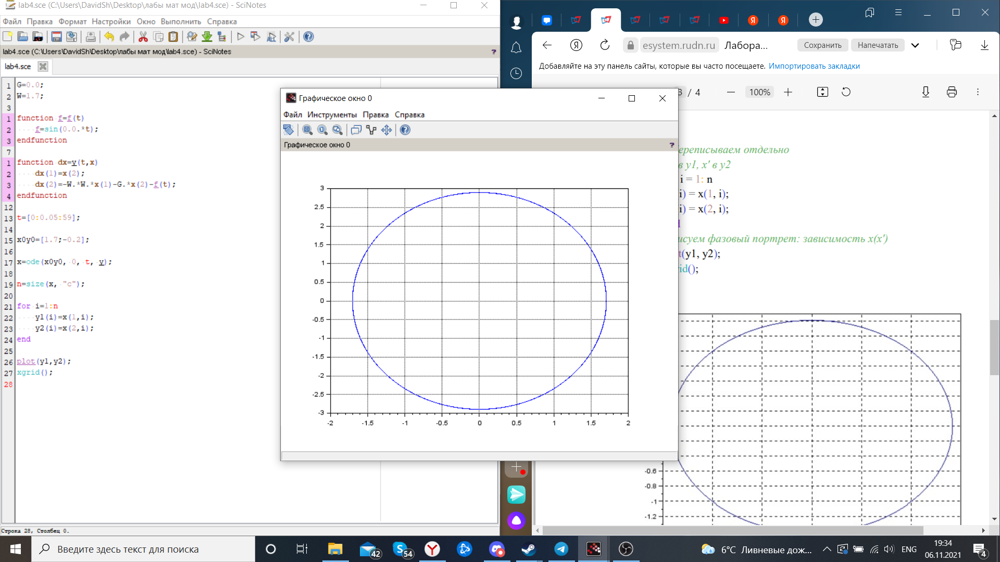 lab4.sce (C:\Users\DavidSh\Desktop\лабы мат мод\lab4.sce) - SciNotes
Файл Правка Формат Настройки Окно Выполнить Справка
lab4.sce (C:\Users\DavidSh\Desktop\лабы мат мод\lab4.sce) - SciNotes ?
lab4.sce
1 G=0.0;
2 W=1.7;
3
1 function f=f(t)
2 f=sin(0.0.*t);
3 endfunction
7
1 function dx=y(t,x)
2 dx(1)=x(2);
3 dx(2)=-W.*W.*x(1)-G.*x(2)-f(t);
4 endfunction
12
13 t=[0:0.05:59];
14
15 x0y0=[1.7;-0.2];
16
17 x=ode(x0y0, 0, t, y);
18
19 n=size(x, "c");
20
21 for i=1:n
22 y1(i)=x(1,i);
23 y2(i)=x(2,i);
24 end
25
26 plot(y1,y2);
27 xgrid();
28
Строка 28, Столбец 0.
Графическое окно 0
Файл Инструменты Правка Справка
Графическое окно 0 ?
3
2.5
2
1.5
1
0.5
0
-0.5
-1
-1.5
-2
-2.5
-3
-2 -1.5 -1 -0.5 0 0.5 1 1.5 2
esystem.rudn.ru Лабора... Сохранить Напечатать
Добавляйте на эту панель сайты, которые вы часто посещаете. Импортировать закладки
3 / 4 100%
ереписываем отдельно
в y1, x' в y2
i = 1: n
i) = x(1, i);
i) = x(2, i);
исуем фазовый портрет: зависимость x(x')
t(y1, y2);
rid();
-0.6
-0.8
-1
-1.2
Введите здесь текст для поиска
42
54
6°C Ливневые дож...
ENG
19:34
06.11.2021
4